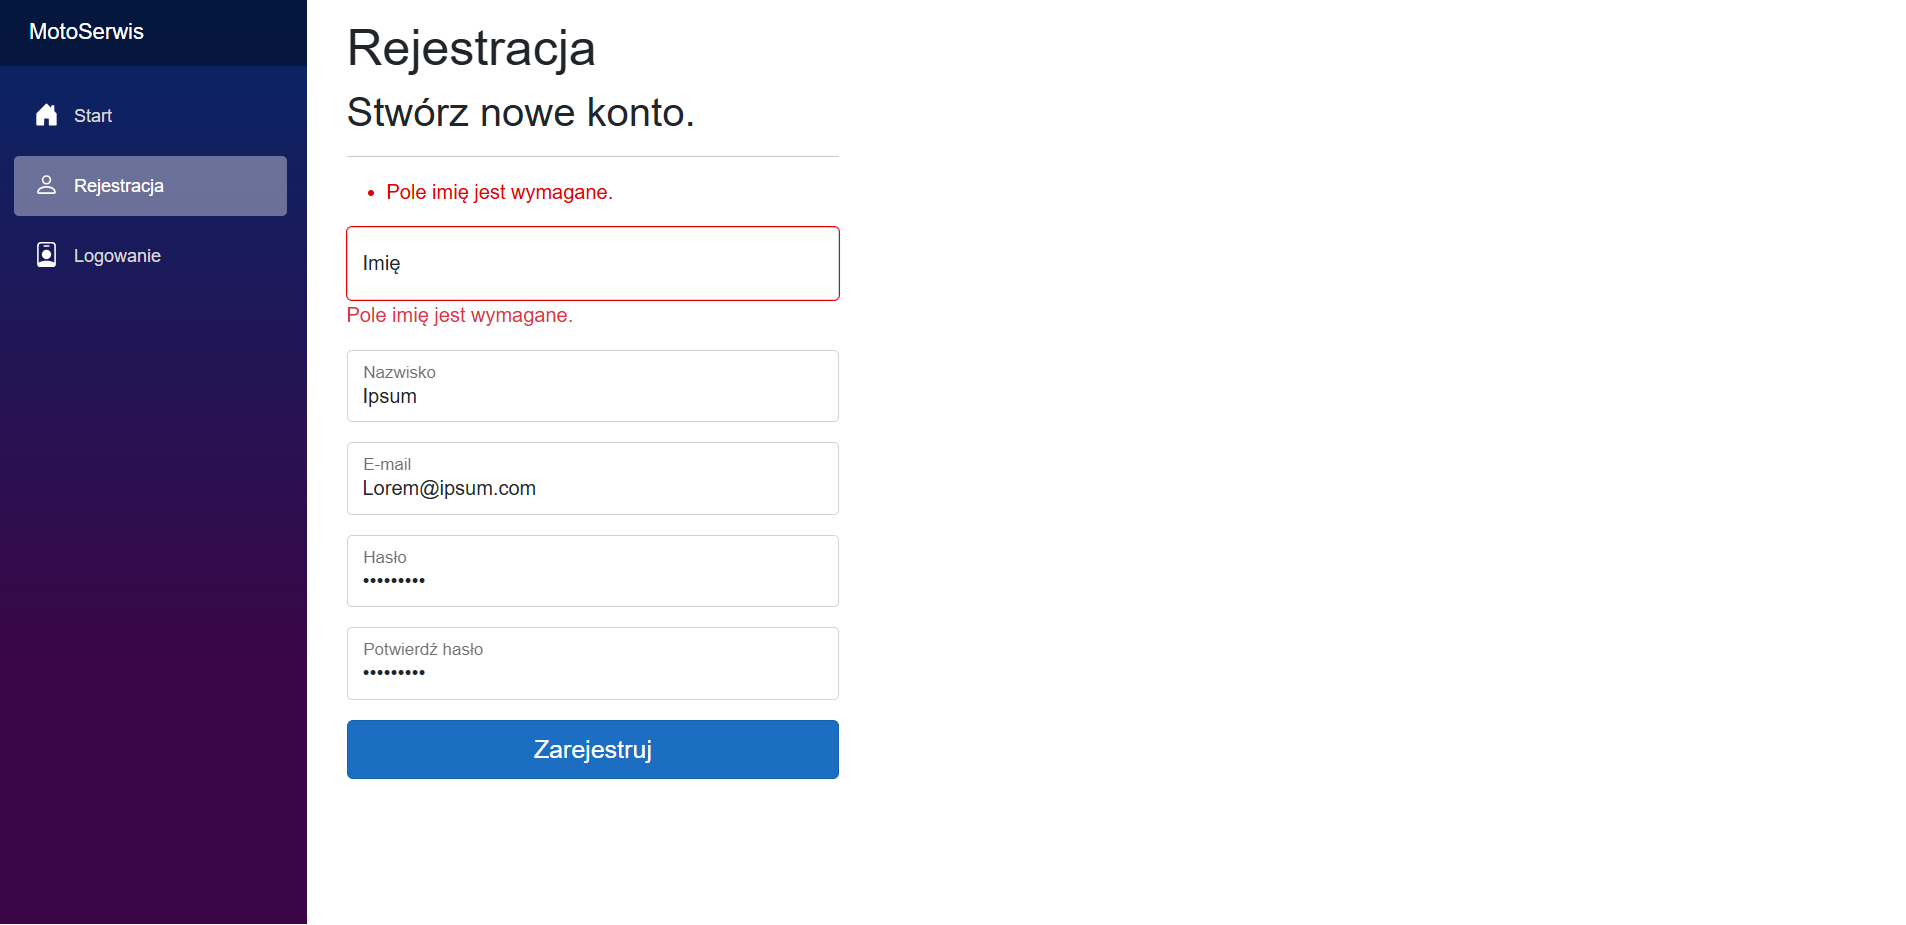 MotoSerwis
Start
Rejestracja
Logowanie
Rejestracja
Stwórz nowe konto.
Pole imię jest wymagane.
Imię
Pole imię jest wymagane.
Nazwisko
Ipsum
E-mail
Lorem@ipsum.com
Hasło
•••••••••
Potwierdź hasło
•••••••••
Zarejestruj